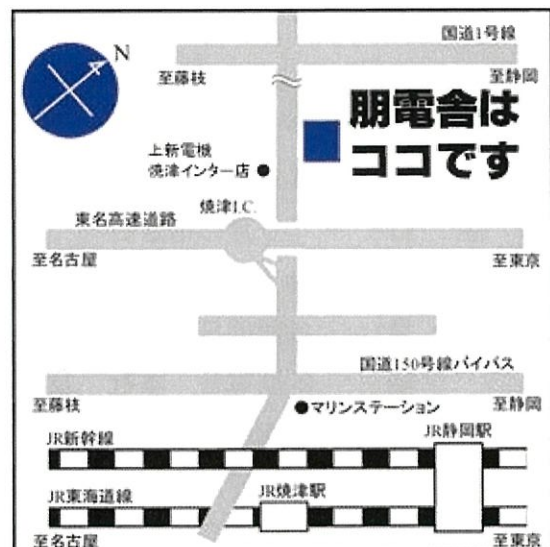 国道1号線
N
至藤枝
至静岡
朋電舎は
ココです
上新電機
焼津インター店
焼津I.C.
東名高速道路
至名古屋
至東京
国道150号線バイパス
至藤枝
至静岡
マリンステーション
JR新幹線
JR静岡駅
JR東海道線
JR焼津駅
至名古屋
至東京